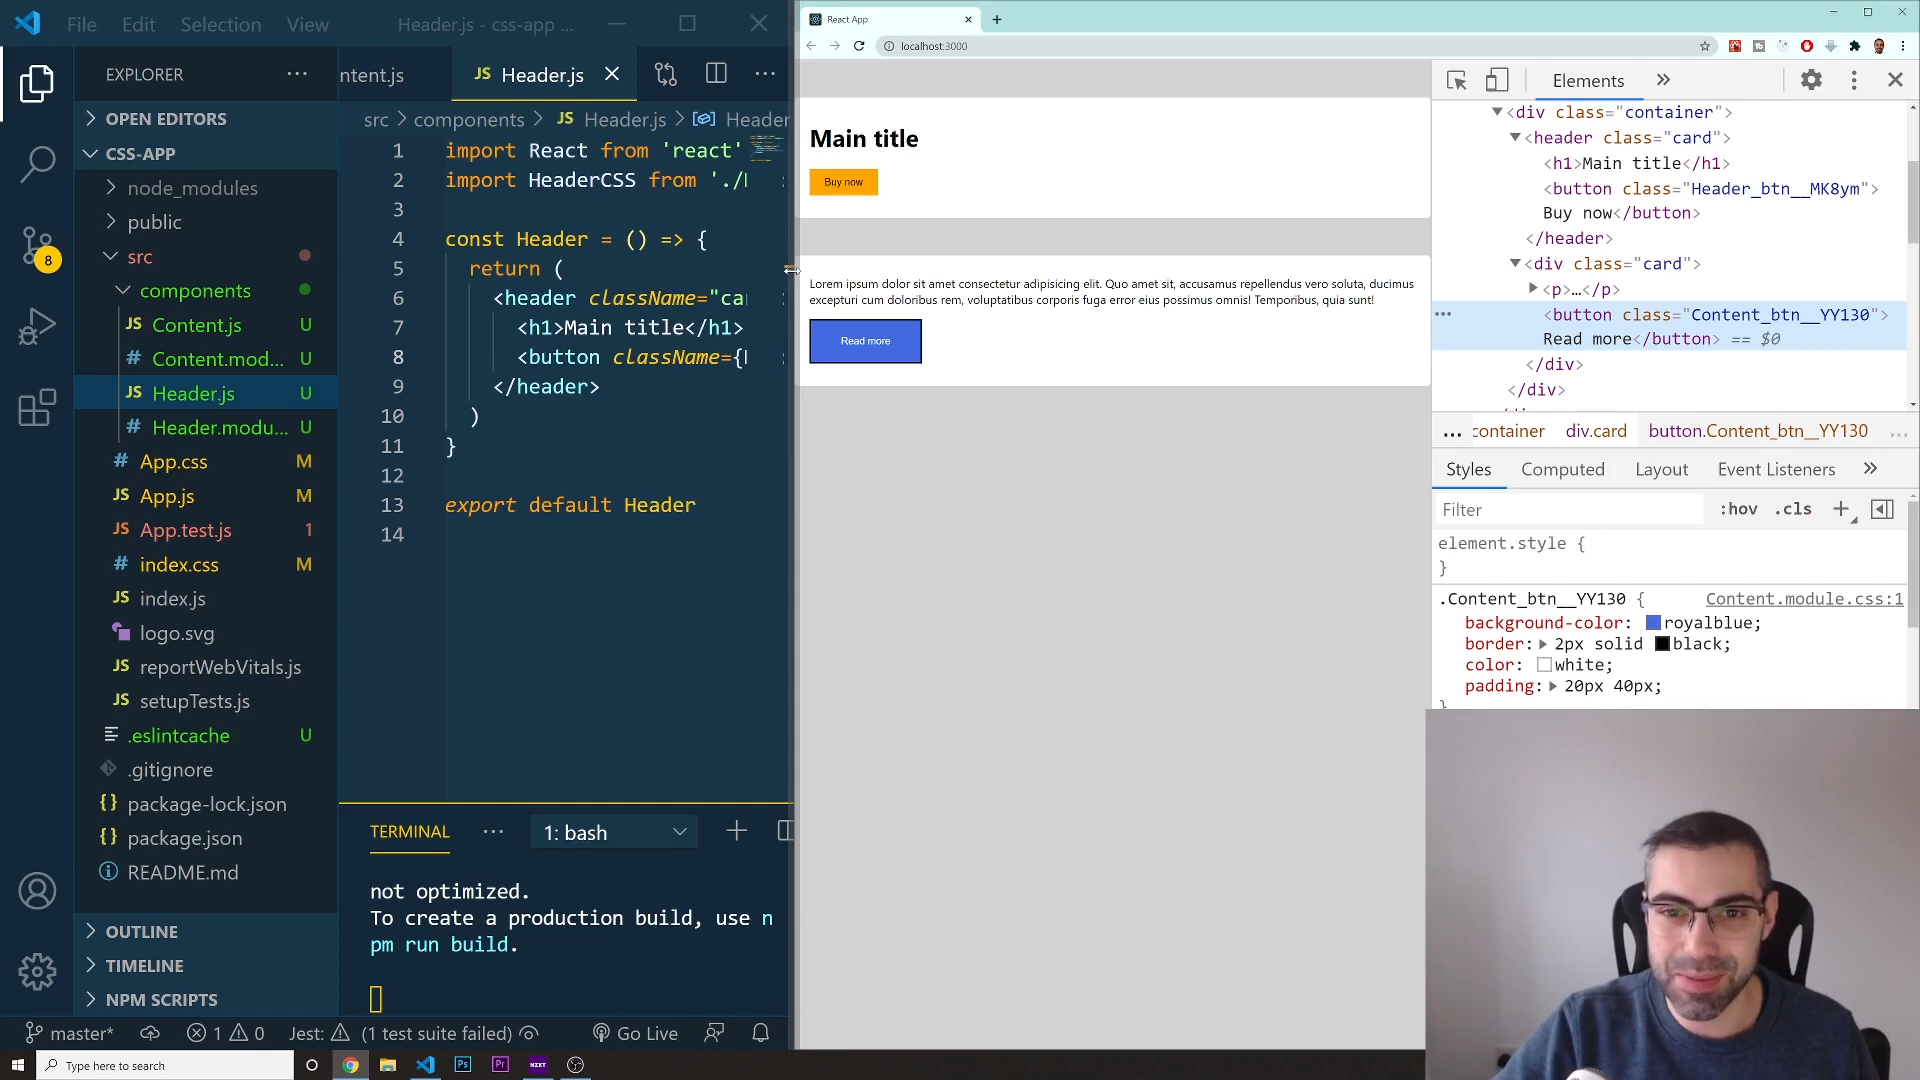 File Edit Selection View Header.js - css-app ...
EXPLORER
OPEN EDITORS
CSS-APP
node_modules
public
src
components
Content.js U
Content.mod... U
Header.js U
Header.modu... U
App.css M
App.js M
App.test.js 1
index.css M
index.js
logo.svg
reportWebVitals.js
setupTests.js
.eslintcache U
.gitignore
package-lock.json
package.json
README.md
OUTLINE
TIMELINE
NPM SCRIPTS
8
ntent.js JS Header.js
src > components > JS Header.js > Header
1 import React from 'react'
2 import HeaderCSS from './
3
4 const Header = () => {
5 return (
6 <header className="ca
7 <h1>Main title</h1>
8 <button className={
9 </header>
10 )
11 }
12
13 export default Header
14
TERMINAL ... 1: bash
not optimized.
To create a production build, use n
pm run build.
master* 1 0 Jest: (1 test suite failed) Go Live
Type here to search
Ps Pr NZXT
React App
localhost:3000
Main title
Buy now
Lorem ipsum dolor sit amet consectetur adipisicing elit. Quo amet sit, accusamus repellendus vero soluta, ducimus
excepturi cum doloribus rem, voluptatibus corporis fuga error eius possimus omnis! Temporibus, quia sunt!
Read more
Elements
<div class="container">
<header class="card">
<h1>Main title</h1>
<button class="Header_btn__MK8ym">
Buy now</button>
</header>
<div class="card">
<p>…</p>
<button class="Content_btn__YY130">
Read more</button> == $0
</div>
</div>
... container div.card button.Content_btn__YY130 ...
Styles Computed Layout Event Listeners
Filter :hov .cls
element.style {
}
.Content_btn__YY130 { Content.module.css:1
background-color: royalblue;
border: 2px solid black;
color: white;
padding: 20px 40px;
}